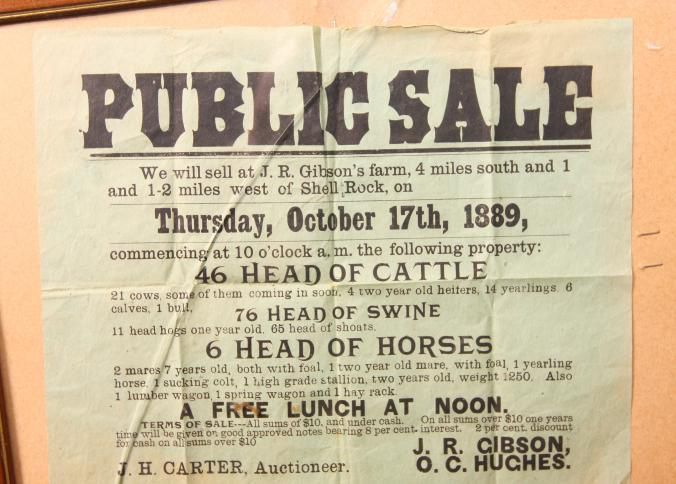 PUBLIC SALE
We will sell at J. R. Gibson's farm, 4 miles south and 1
and 1-2 miles west of Shell Rock, on
Thursday, October 17th, 1889,
commencing at 10 o'clock a. m. the following property:
46 HEAD OF CATTLE
21 cows, some of them coming in soon, 4 two year old heifers, 14 yearlings. 6
calves, 1 bull,
76 HEAD OF SWINE
11 head hogs one year old. 65 head of shoats.
6 HEAD OF HORSES
2 mares 7 years old, both with foal, 1 two year old mare, with foal, 1 yearling
horse, 1 sucking colt, 1 high grade stallion, two years old, weight 1250. Also
1 lumber wagon, 1 spring wagon and 1 hay rack.
A FREE LUNCH AT NOON.
TERMS OF SALE---All sums of $10, and under cash. On all sums over $10 one years
time will be given on good approved notes bearing 8 per cent. interest. 2 per cent. discount
for cash on all sums over $10
J. R. GIBSON,
O. C. HUGHES.
J. H. CARTER, Auctioneer.